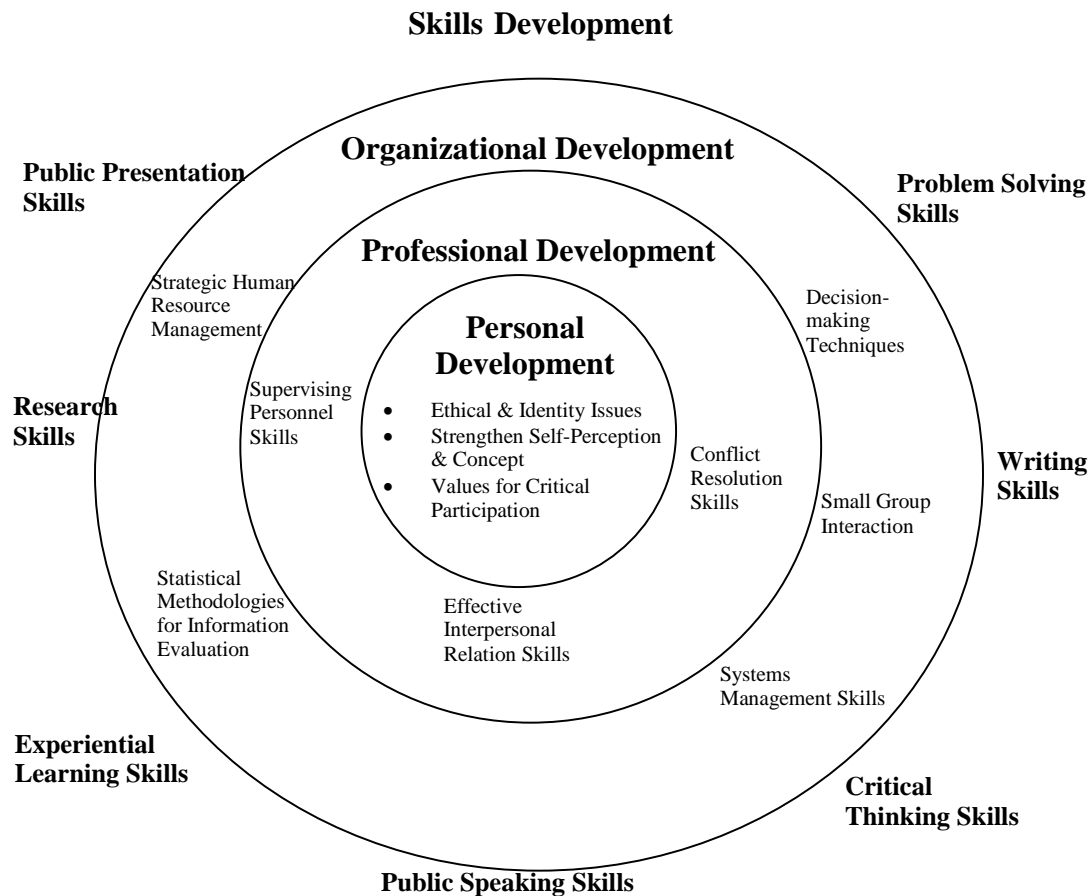 Skills Development
Organizational Development
Public Presentation
Skills
Problem Solving
Skills
Professional Development
Strategic Human
Resource
Management
Decision-
making
Techniques
Personal
Development
Supervising
Personnel
Skills
• Ethical & Identity Issues
• Strengthen Self-Perception
& Concept
• Values for Critical
Participation
Research
Skills
Conflict
Resolution
Skills
Writing
Skills
Small Group
Interaction
Statistical
Methodologies
for Information
Evaluation
Effective
Interpersonal
Relation Skills
Systems
Management Skills
Experiential
Learning Skills
Critical
Thinking Skills
Public Speaking Skills